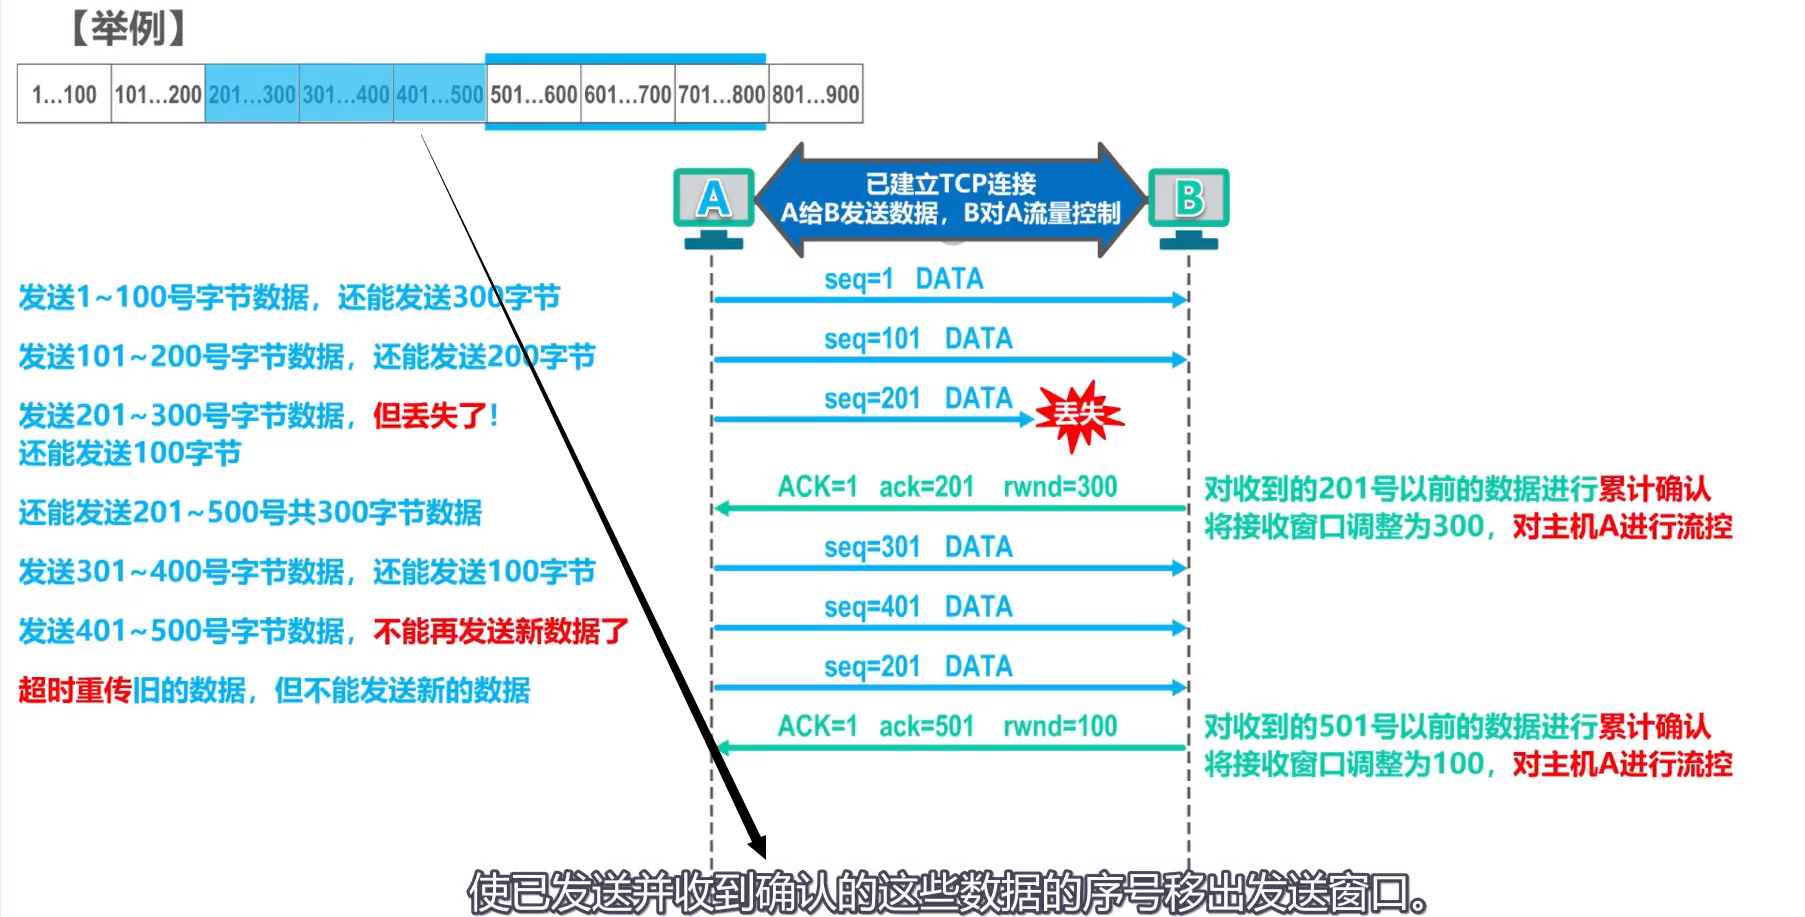 【举例】
1...100 101...200 201...300 301...400 401...500 501...600 601...700 701...800 801...900
A
已建立TCP连接
A给B发送数据，B对A流量控制
B
seq=1 DATA
发送1~100号字节数据，还能发送300字节
seq=101 DATA
发送101~200号字节数据，还能发送200字节
seq=201 DATA
丢失
发送201~300号字节数据，但丢失了！
还能发送100字节
ACK=1 ack=201 rwnd=300
对收到的201号以前的数据进行累计确认
将接收窗口调整为300，对主机A进行流控
还能发送201~500号共300字节数据
seq=301 DATA
发送301~400号字节数据，还能发送100字节
seq=401 DATA
发送401~500号字节数据，不能再发送新数据了
seq=201 DATA
超时重传旧的数据，但不能发送新的数据
ACK=1 ack=501 rwnd=100
对收到的501号以前的数据进行累计确认
将接收窗口调整为100，对主机A进行流控
使已发送并收到确认的这些数据的序号移出发送窗口。